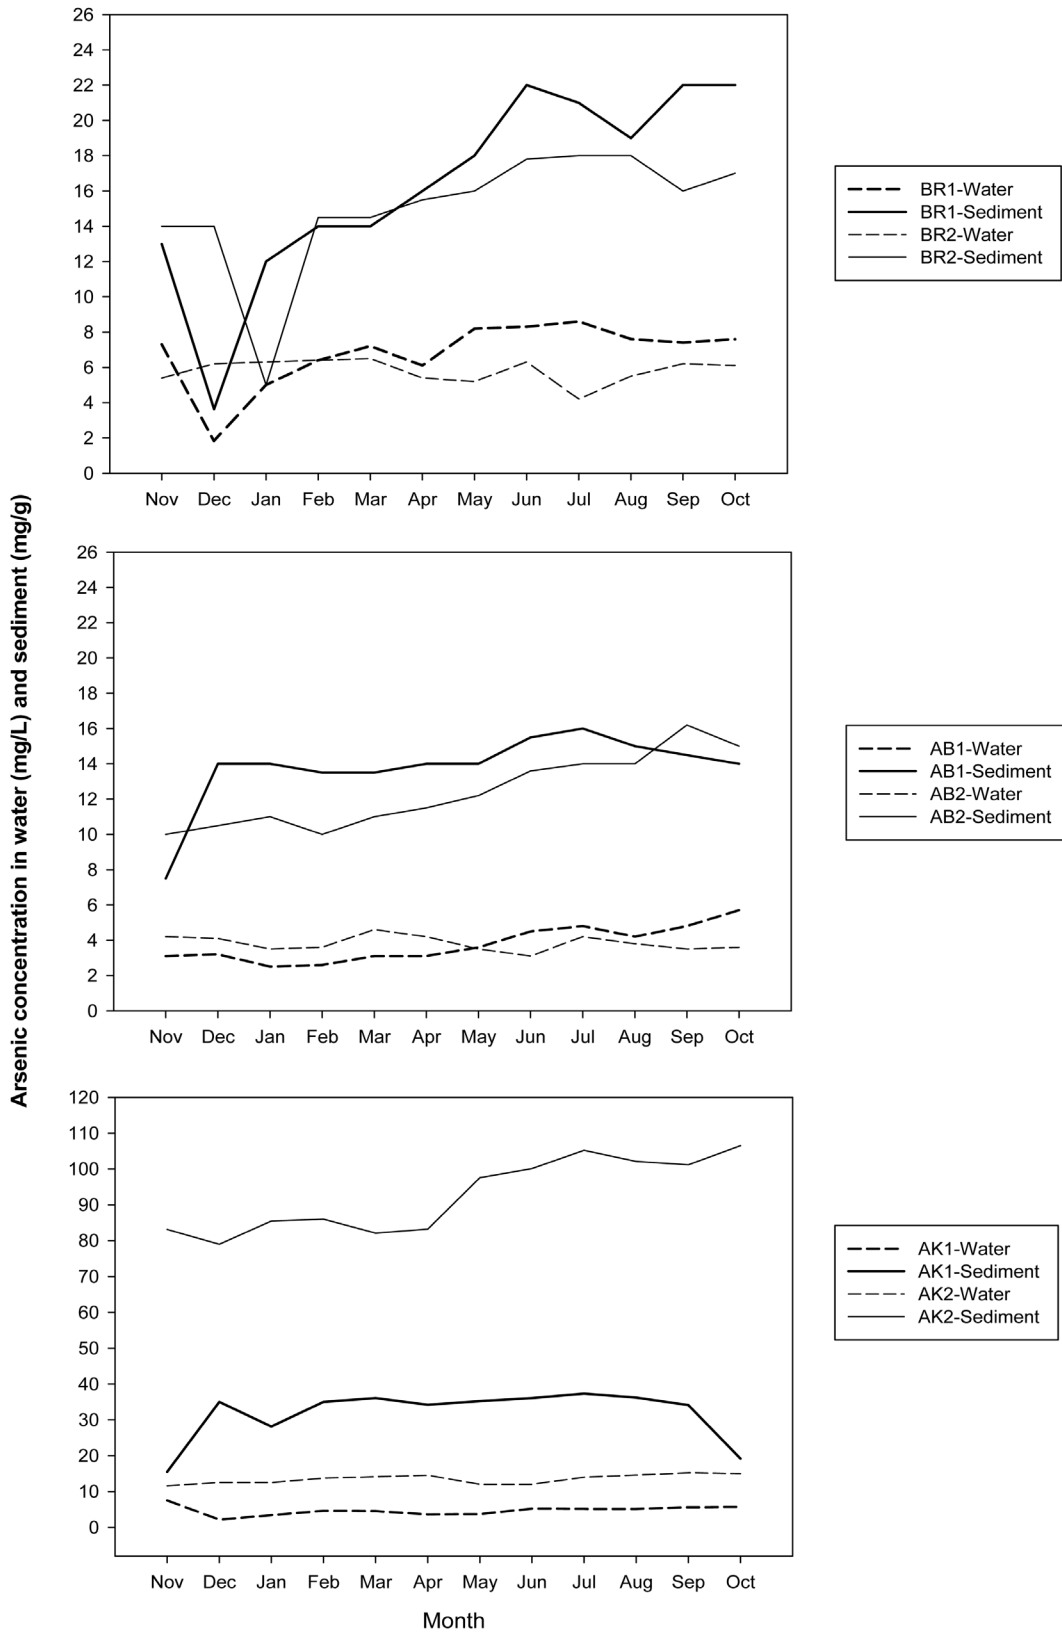 Arsenic concentration in water (mg/L) and sediment (mg/g)
26
24
22
20
18
16
14
12
10
8
6
4
2
0
Nov Dec Jan Feb Mar Apr May Jun Jul Aug Sep Oct
BR1-Water
BR1-Sediment
BR2-Water
BR2-Sediment
26
24
22
20
18
16
14
12
10
8
6
4
2
0
Nov Dec Jan Feb Mar Apr May Jun Jul Aug Sep Oct
AB1-Water
AB1-Sediment
AB2-Water
AB2-Sediment
120
110
100
90
80
70
60
50
40
30
20
10
0
Nov Dec Jan Feb Mar Apr May Jun Jul Aug Sep Oct
AK1-Water
AK1-Sediment
AK2-Water
AK2-Sediment
Month